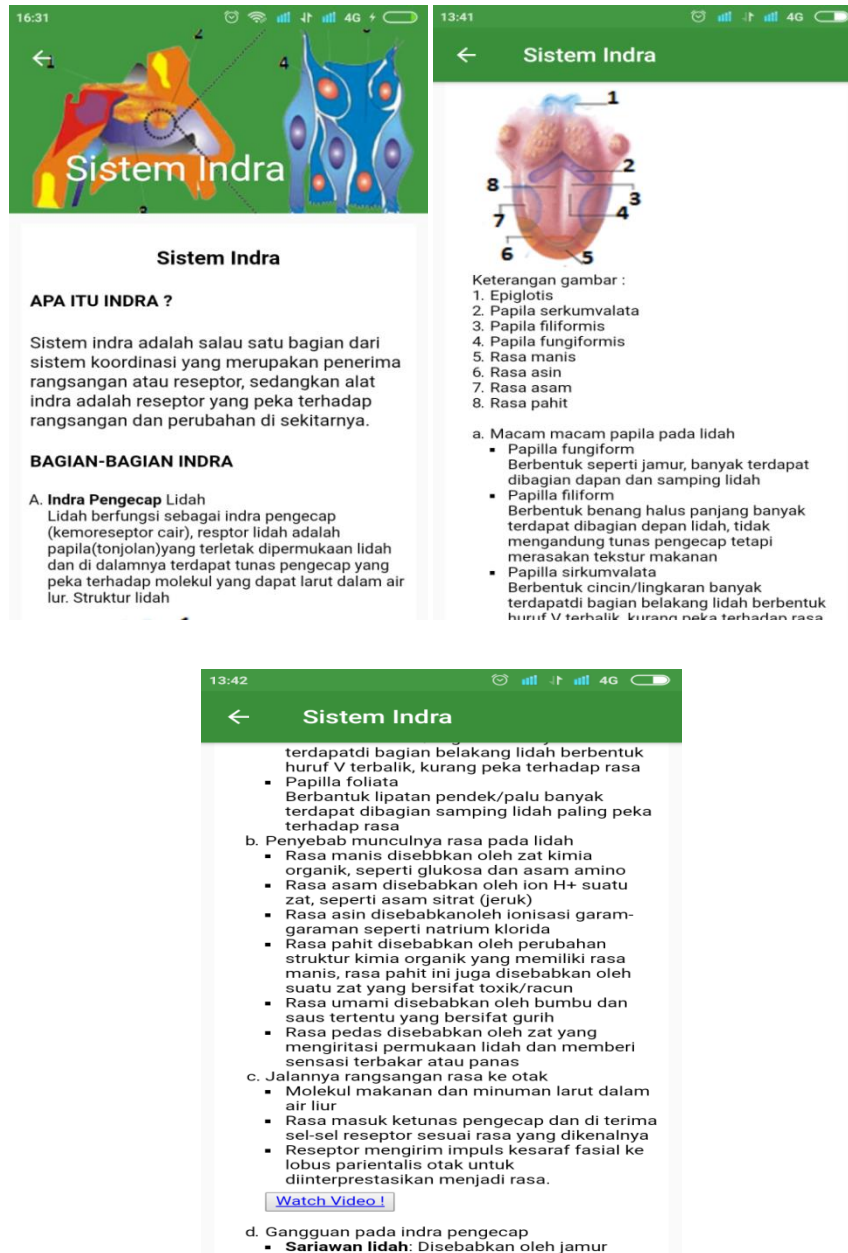 16:31
4G
1
2
4
3
Sistem Indra
Sistem Indra
APA ITU INDRA ?
Sistem indra adalah salau satu bagian dari
sistem koordinasi yang merupakan penerima
rangsangan atau reseptor, sedangkan alat
indra adalah reseptor yang peka terhadap
rangsangan dan perubahan di sekitarnya.
BAGIAN-BAGIAN INDRA
A. Indra Pengecap Lidah
Lidah berfungsi sebagai indra pengecap
(kemoreseptor cair), resptor lidah adalah
papila(tonjolan)yang terletak dipermukaan lidah
dan di dalamnya terdapat tunas pengecap yang
peka terhadap molekul yang dapat larut dalam air
lur. Struktur lidah
13:41
4G
Sistem Indra
1
2
8
3
7
4
6
5
Keterangan gambar :
1. Epiglotis
2. Papila serkumvalata
3. Papila filiformis
4. Papila fungiformis
5. Rasa manis
6. Rasa asin
7. Rasa asam
8. Rasa pahit
a. Macam macam papila pada lidah
▪ Papilla fungiform
Berbentuk seperti jamur, banyak terdapat
dibagian dapan dan samping lidah
▪ Papilla filiform
Berbentuk benang halus panjang banyak
terdapat dibagian depan lidah, tidak
mengandung tunas pengecap tetapi
merasakan tekstur makanan
▪ Papilla sirkumvalata
Berbentuk cincin/lingkaran banyak
terdapatdi bagian belakang lidah berbentuk
huruf V terbalik, kurang peka terhadap rasa
13:42
4G
Sistem Indra
terdapatdi bagian belakang lidah berbentuk
huruf V terbalik, kurang peka terhadap rasa
▪ Papilla foliata
Berbantuk lipatan pendek/palu banyak
terdapat dibagian samping lidah paling peka
terhadap rasa
b. Penyebab munculnya rasa pada lidah
▪ Rasa manis disebbkan oleh zat kimia
organik, seperti glukosa dan asam amino
▪ Rasa asam disebabkan oleh ion H+ suatu
zat, seperti asam sitrat (jeruk)
▪ Rasa asin disebabkanoleh ionisasi garam-
garaman seperti natrium klorida
▪ Rasa pahit disebabkan oleh perubahan
struktur kimia organik yang memiliki rasa
manis, rasa pahit ini juga disebabkan oleh
suatu zat yang bersifat toxik/racun
▪ Rasa umami disebabkan oleh bumbu dan
saus tertentu yang bersifat gurih
▪ Rasa pedas disebabkan oleh zat yang
mengiritasi permukaan lidah dan memberi
sensasi terbakar atau panas
c. Jalannya rangsangan rasa ke otak
▪ Molekul makanan dan minuman larut dalam
air liur
▪ Rasa masuk ketunas pengecap dan di terima
sel-sel reseptor sesuai rasa yang dikenalnya
▪ Reseptor mengirim impuls kesaraf fasial ke
lobus parientalis otak untuk
diinterprestasikan menjadi rasa.
Watch Video !
d. Gangguan pada indra pengecap
▪ Sariawan lidah: Disebabkan oleh jamur